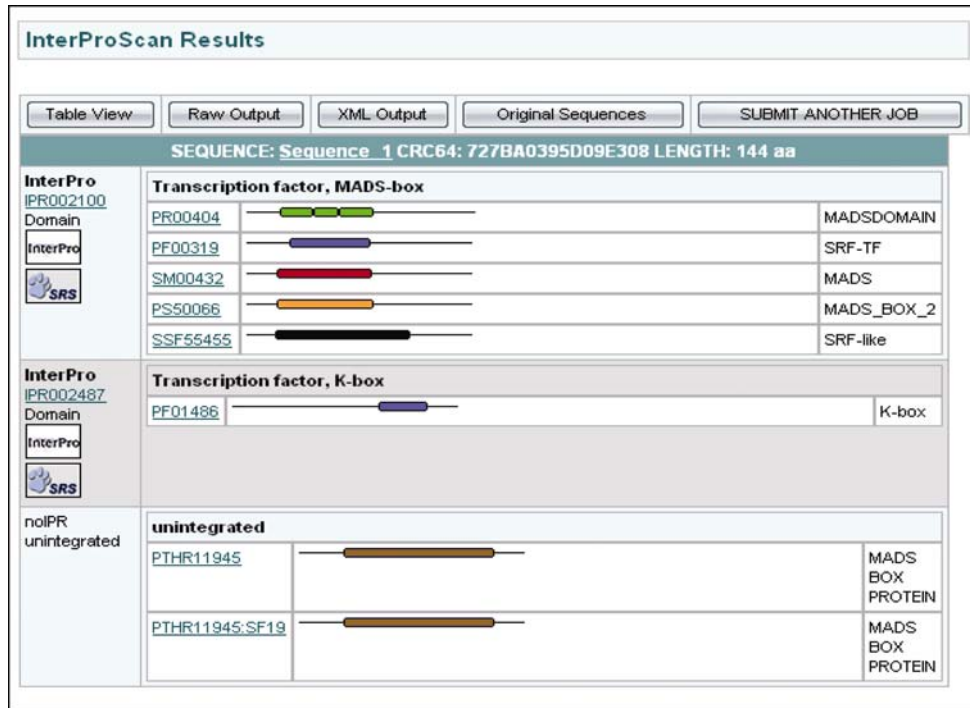 InterProScan Results
Table View Raw Output XML Output Original Sequences SUBMIT ANOTHER JOB
SEQUENCE: Sequence_1 CRC64: 727BA0395D09E308 LENGTH: 144 aa
InterPro
IPR002100
Domain
InterPro
SRS
Transcription factor, MADS-box
PR00404 MADSDOMAIN
PF00319 SRF-TF
SM00432 MADS
PS50066 MADS_BOX_2
SSF55455 SRF-like
InterPro
IPR002487
Domain
InterPro
SRS
Transcription factor, K-box
PF01486 K-box
noIPR
unintegrated
unintegrated
PTHR11945 MADS
BOX
PROTEIN
PTHR11945:SF19 MADS
BOX
PROTEIN